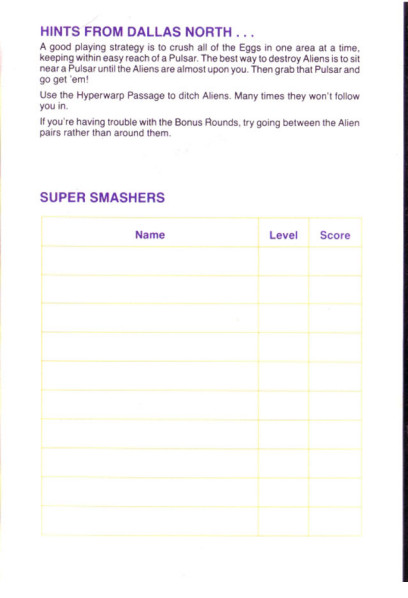 HINTS FROM DALLAS NORTH . . .
A good playing strategy is to crush all of the Eggs in one area at a time,
keeping within easy reach of a Pulsar. The best way to destroy Aliens is to sit
near a Pulsar until the Aliens are almost upon you. Then grab that Pulsar and
go get 'em!
Use the Hyperwarp Passage to ditch Aliens. Many times they won't follow
you in.
If you're having trouble with the Bonus Rounds, try going between the Alien
pairs rather than around them.
SUPER SMASHERS
Name Level Score